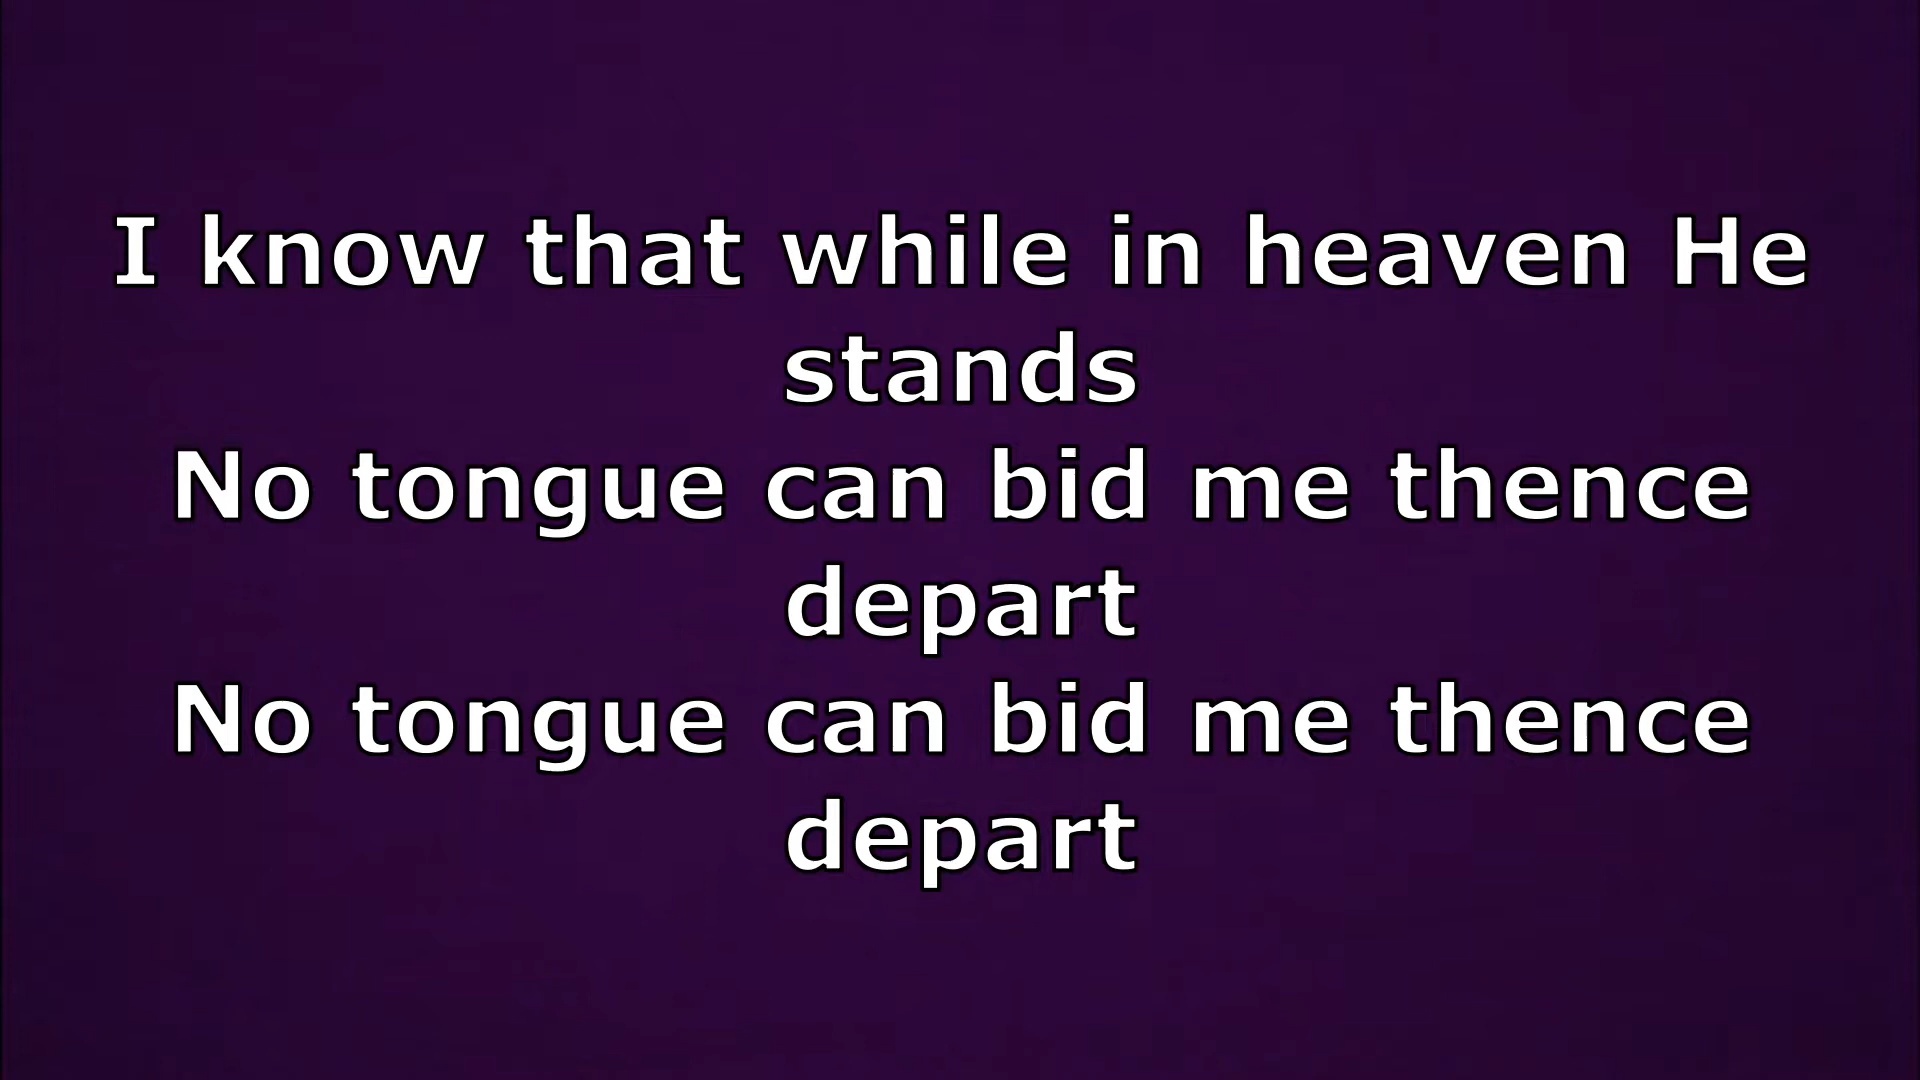 I know that while in heaven He
stands
No tongue can bid me thence
depart
No tongue can bid me thence
depart